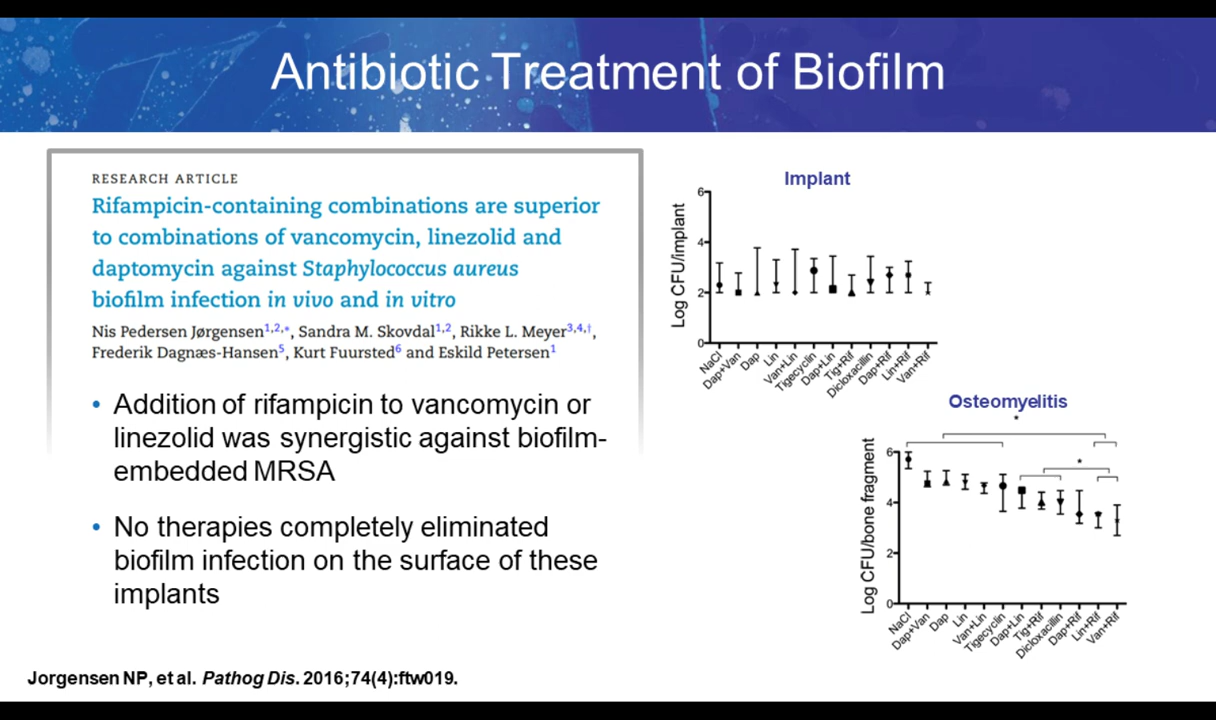 Antibiotic Treatment of Biofilm
RESEARCH ARTICLE
Rifampicin-containing combinations are superior
to combinations of vancomycin, linezolid and
daptomycin against Staphylococcus aureus
biofilm infection in vivo and in vitro
Nis Pedersen Jørgensen1,2,*, Sandra M. Skovdal1,2, Rikke L. Meyer3,4,†,
Frederik Dagnæs-Hansen5, Kurt Fuursted6 and Eskild Petersen1
• Addition of rifampicin to vancomycin or
linezolid was synergistic against biofilm-
embedded MRSA
• No therapies completely eliminated
biofilm infection on the surface of these
implants
Jorgensen NP, et al. Pathog Dis. 2016;74(4):ftw019.
Implant
Log CFU/implant
6
4
2
0
NaCl
Dap+Van
Dap
Lin
Van+Lin
Tigecyclin
Dap+Lin
Tig+Rif
Dicloxacillin
Dap+Rif
Lin+Rif
Van+Rif
Osteomyelitis
*
*
Log CFU/bone fragment
6
4
2
0
NaCl
Dap+Van
Dap
Lin
Van+Lin
Tigecyclin
Dap+Lin
Tig+Rif
Dicloxacillin
Dap+Rif
Lin+Rif
Van+Rif